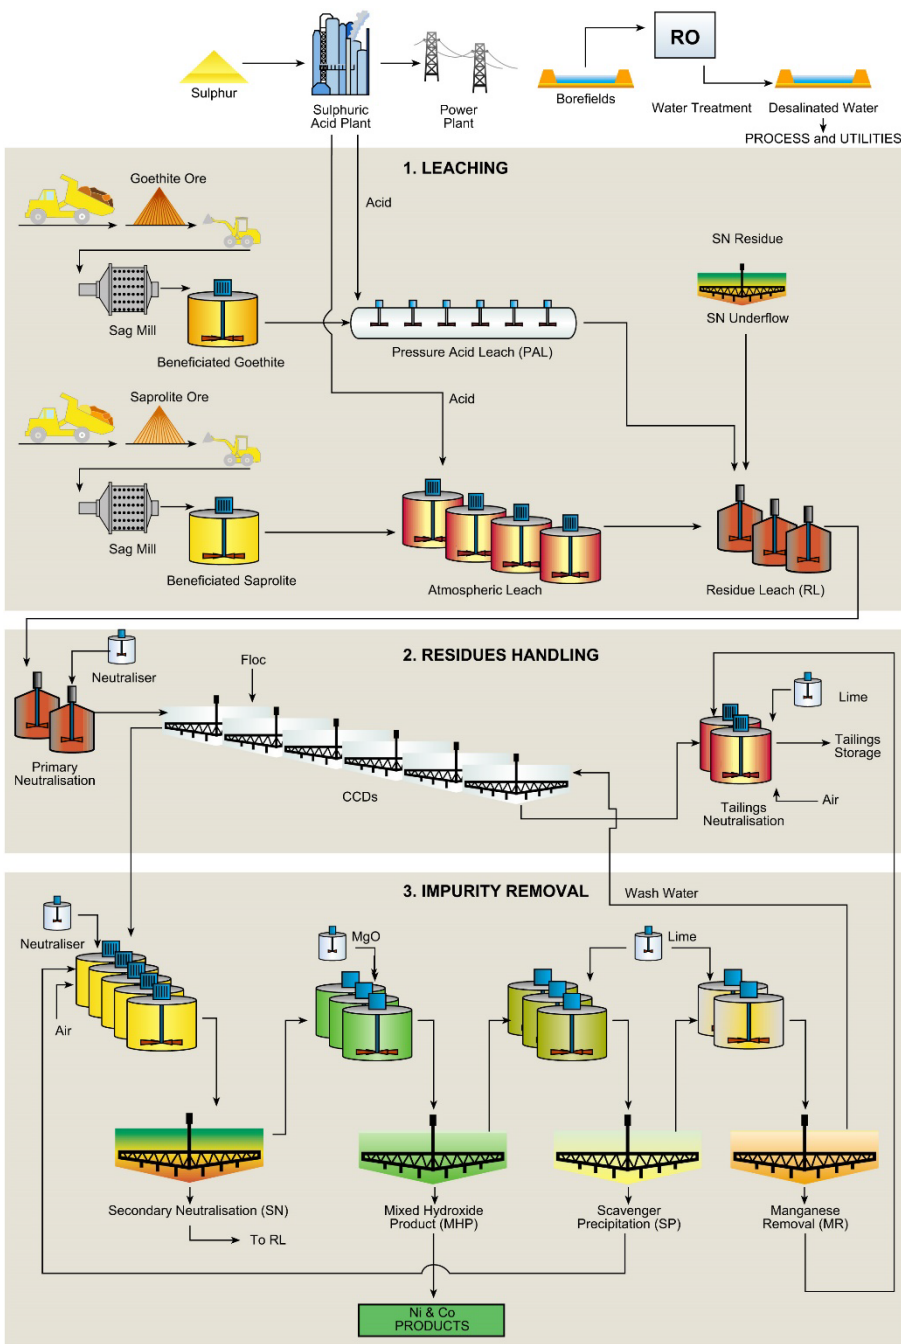 RO
Sulphur
Sulphuric
Acid Plant
Power
Plant
Borefields
Water Treatment
Desalinated Water
PROCESS and UTILITIES
1. LEACHING
Goethite Ore
Acid
SN Residue
SN Underflow
Sag Mill
Beneficiated Goethite
Pressure Acid Leach (PAL)
Saprolite Ore
Acid
Sag Mill
Beneficiated Saprolite
Atmospheric Leach
Residue Leach (RL)
2. RESIDUES HANDLING
Neutraliser
Floc
Lime
Primary
Neutralisation
CCDs
Tailings
Storage
Air
Tailings
Neutralisation
3. IMPURITY REMOVAL
Wash Water
Neutraliser
MgO
Lime
Air
Secondary Neutralisation (SN)
To RL
Mixed Hydroxide
Product (MHP)
Scavenger
Precipitation (SP)
Manganese
Removal (MR)
Ni & Co
PRODUCTS